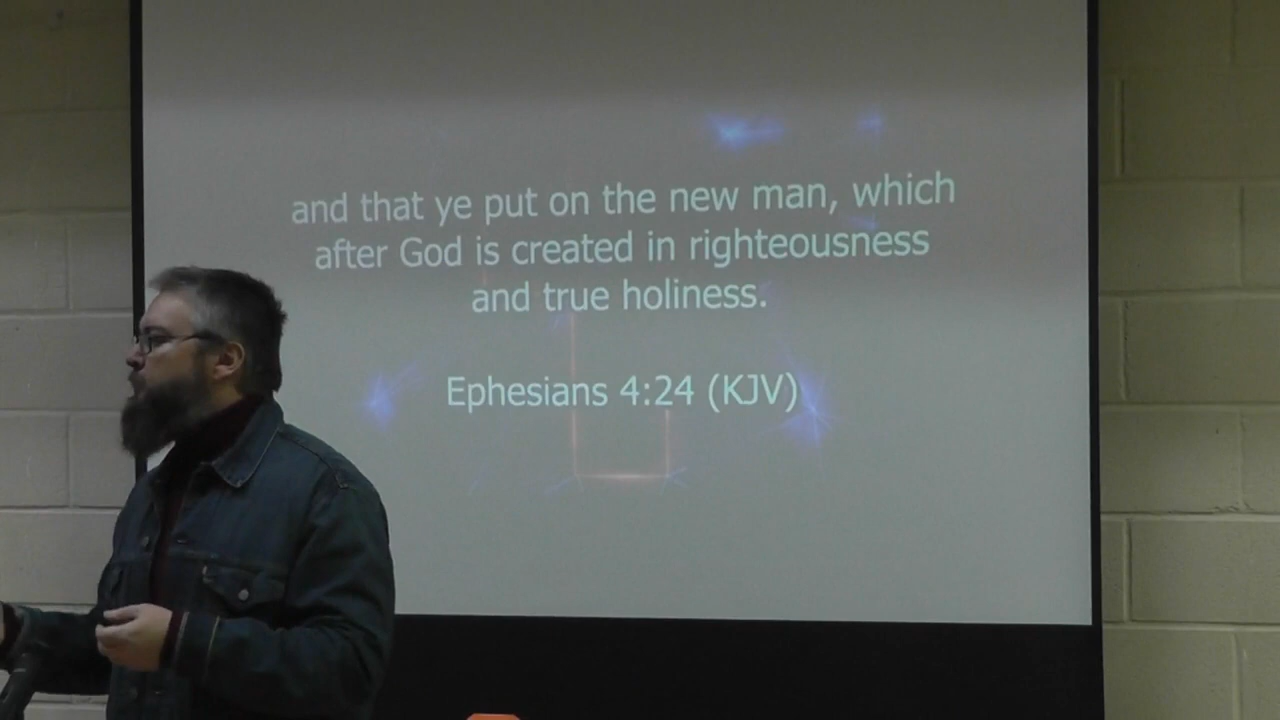 and that ye put on the new man, which
after God is created in righteousness
and true holiness.
Ephesians 4:24 (KJV)